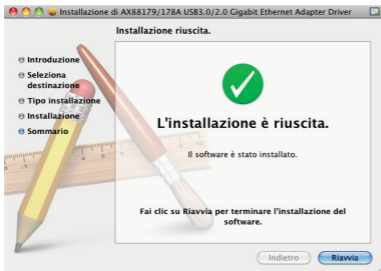 Installazione di AX88179/178A USB3.0/2.0 Gigabit Ethernet Adapter Driver
Installazione riuscita.
Introduzione
Seleziona
destinazione
Tipo installazione
Installazione
Sommario
L'installazione è riuscita.
Il software è stato installato.
Fai clic su Riavvia per terminare l'installazione del
software.
Indietro
Riavvia